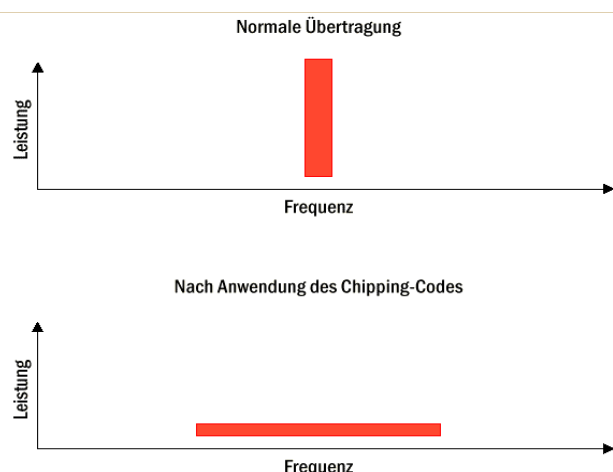 Normale Übertragung
Leistung
Frequenz
Nach Anwendung des Chipping-Codes
Leistung
Frequenz